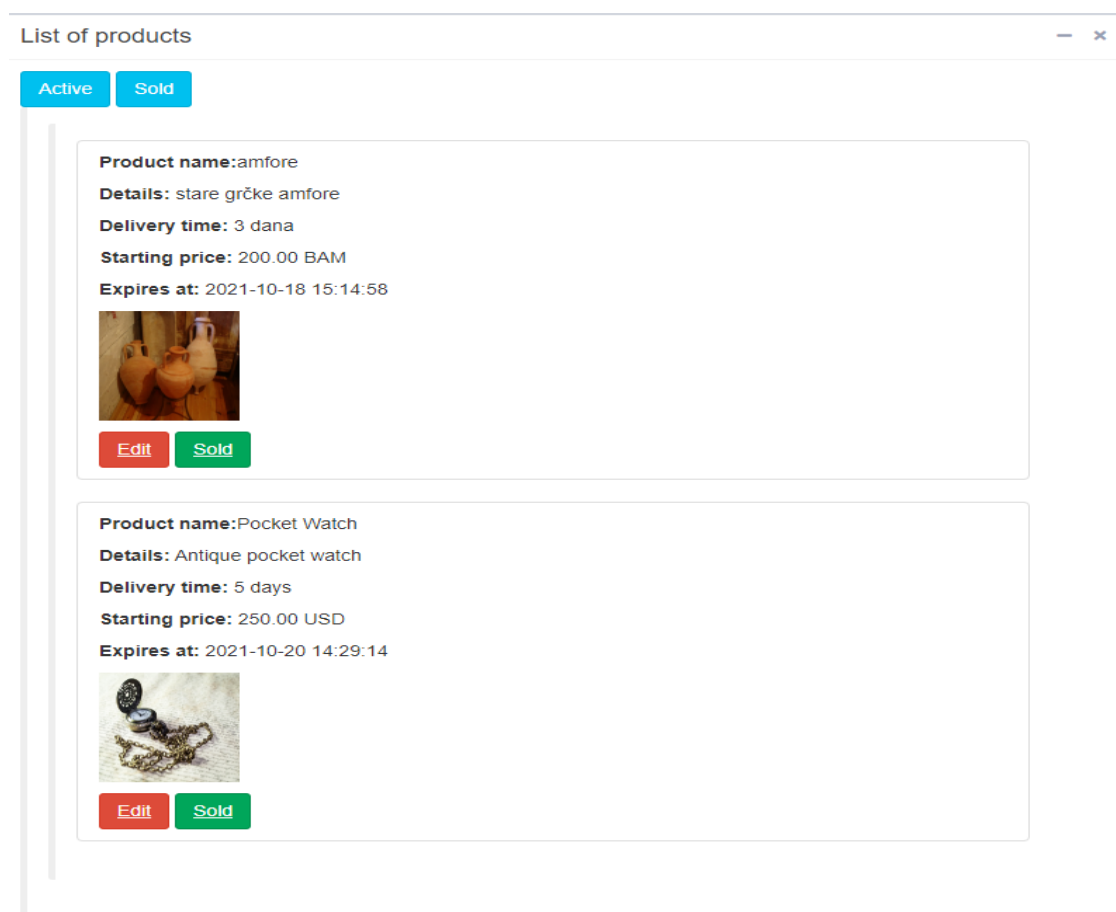 List of products
Active Sold
Product name:amfore
Details: stare grčke amfore
Delivery time: 3 dana
Starting price: 200.00 BAM
Expires at: 2021-10-18 15:14:58
Edit Sold
Product name:Pocket Watch
Details: Antique pocket watch
Delivery time: 5 days
Starting price: 250.00 USD
Expires at: 2021-10-20 14:29:14
Edit Sold